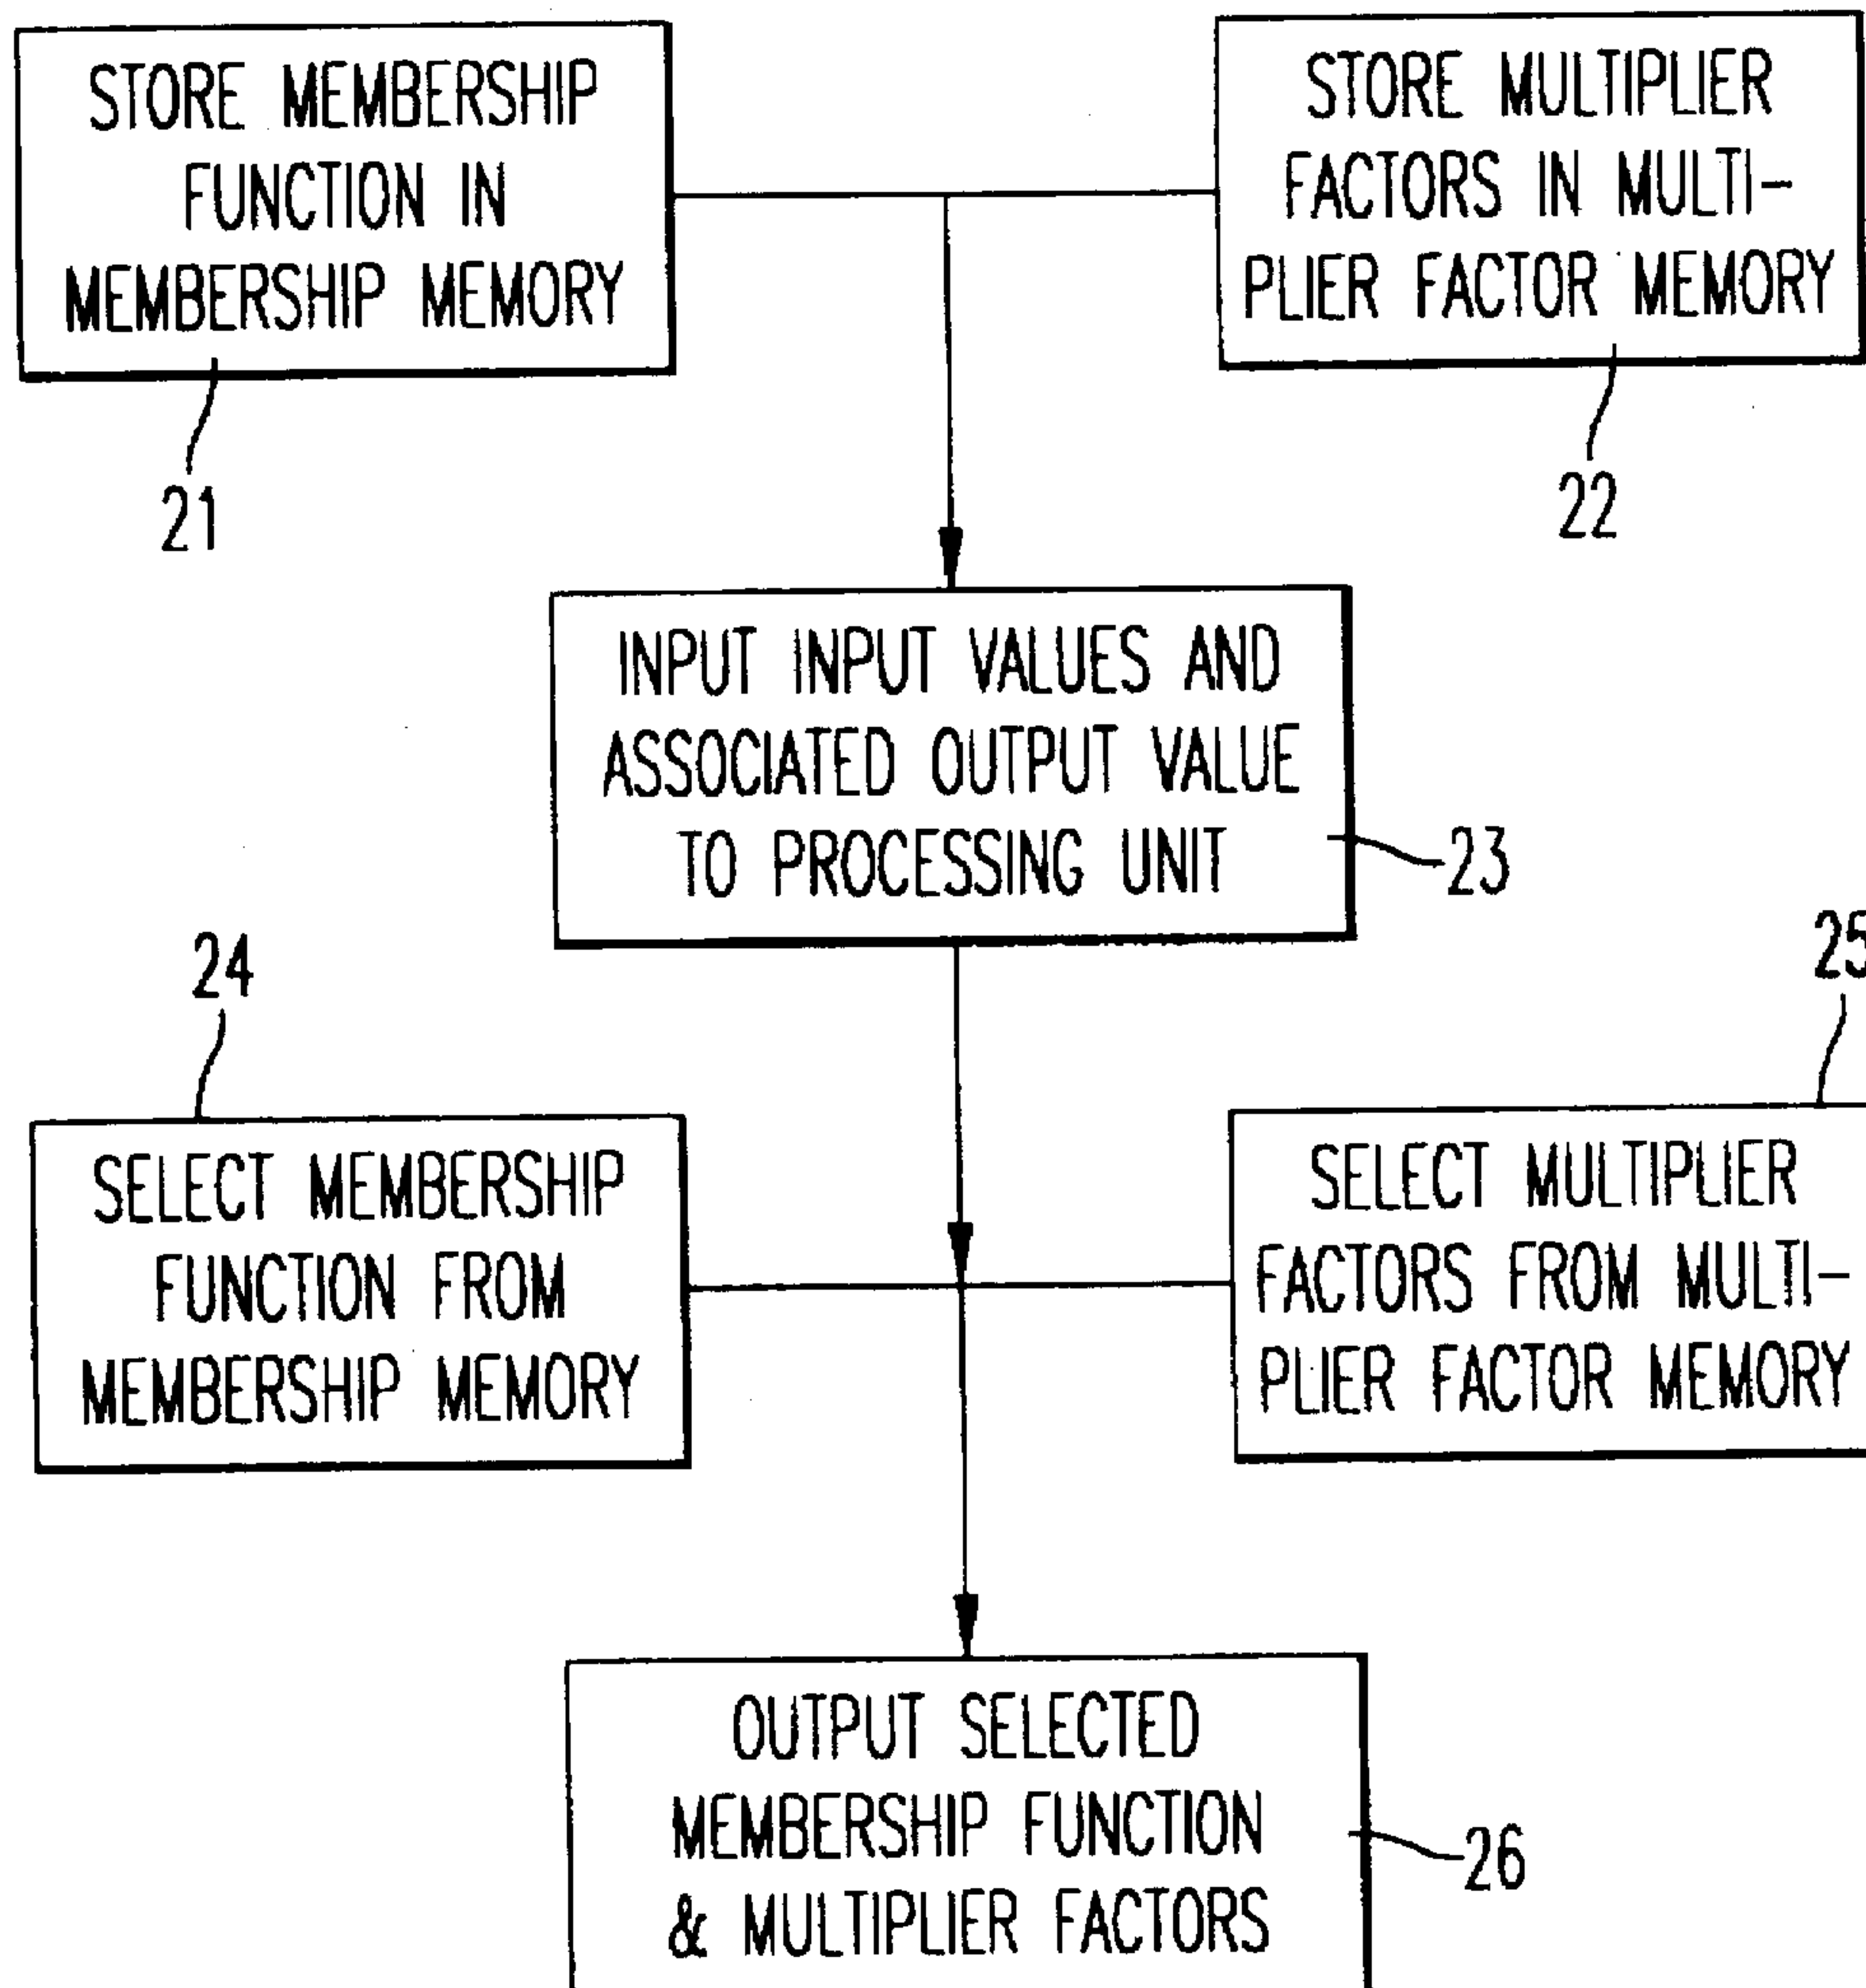 STORE MEMBERSHIP
FUNCTION IN
MEMBERSHIP MEMORY
21
STORE MULTIPLIER
FACTORS IN MULTI-
PLIER FACTOR MEMORY
22
INPUT INPUT VALUES AND
ASSOCIATED OUTPUT VALUE
TO PROCESSING UNIT
23
24
SELECT MEMBERSHIP
FUNCTION FROM
MEMBERSHIP MEMORY
25
SELECT MULTIPLIER
FACTORS FROM MULTI-
PLIER FACTOR MEMORY
OUTPUT SELECTED
MEMBERSHIP FUNCTION
& MULTIPLIER FACTORS
26